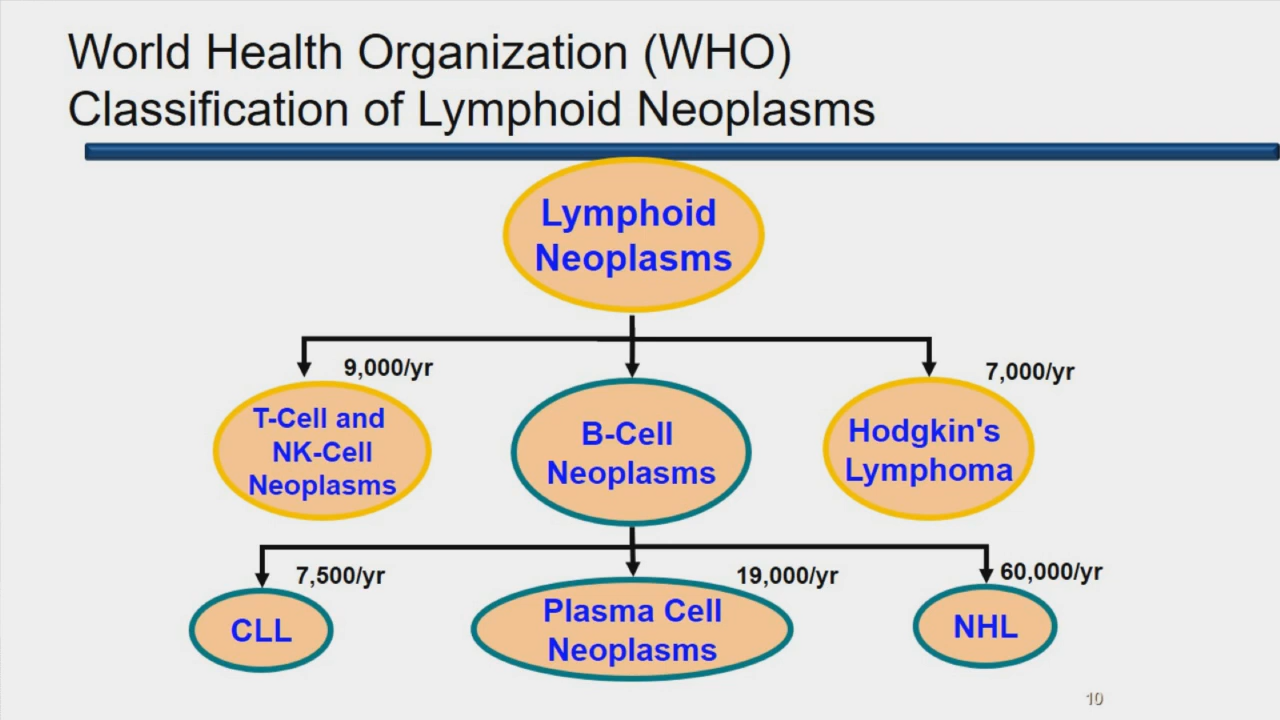 World Health Organization (WHO)
Classification of Lymphoid Neoplasms
Lymphoid
Neoplasms
9,000/yr
7,000/yr
T-Cell and
NK-Cell
Neoplasms
B-Cell
Neoplasms
Hodgkin's
Lymphoma
7,500/yr
19,000/yr
60,000/yr
CLL
Plasma Cell
Neoplasms
NHL
10